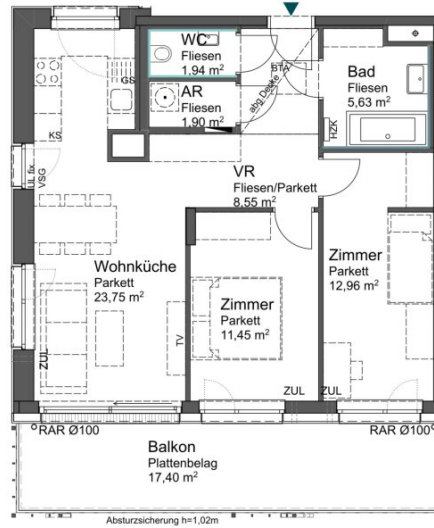 WC
Fliesen
1.94 m²
AR
Fliesen
1.90 m²
GS
KS
BTA
abg.Decke
Bad
Fliesen
5,63 m²
HZK
UL fix
VSG
VR
Fliesen/Parkett
8.55 m²
Wohnküche
Parkett
23,75 m²
TV
ZUL
Zimmer
Parkett
11,45 m²
ZUL
Zimmer
Parkett
12,96 m²
ZUL
RAR Ø100
RAR Ø100
Balkon
Plattenbelag
17,40 m²
Absturzsicherung h=1,02m